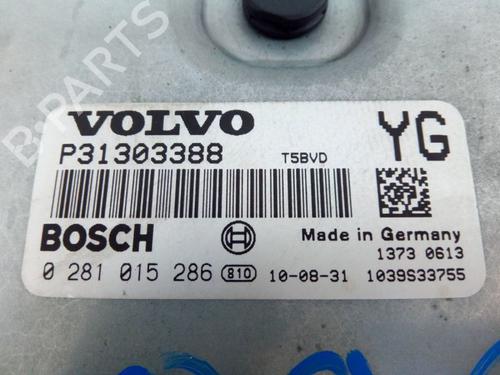 B-PARTS
VOLVO
YG
P31303388 T5BVD
BOSCH
Made in Germany
1373 0613
0 281 015 286 810 10-08-31 1039S33755